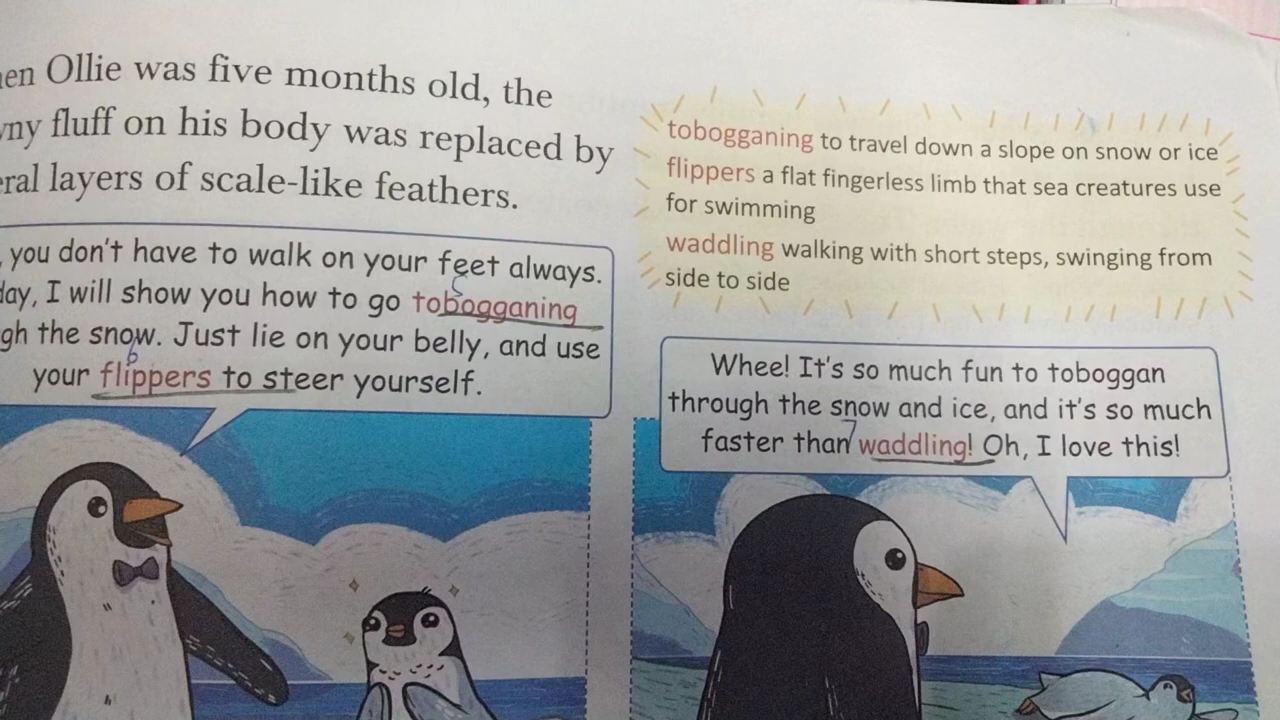 Ollie was five months old, the
fluff on his body was replaced by
layers of scale-like feathers.
tobogganing to travel down a slope on snow or ice
flippers a flat fingerless limb that sea creatures use
for swimming
waddling walking with short steps, swinging from
side to side
you don't have to walk on your feet always.
I will show you how to go tobogganing
the snow. Just lie on your belly, and use
your flippers to steer yourself.
Whee! It's so much fun to toboggan
through the snow and ice, and it's so much
faster than waddling! Oh, I love this!